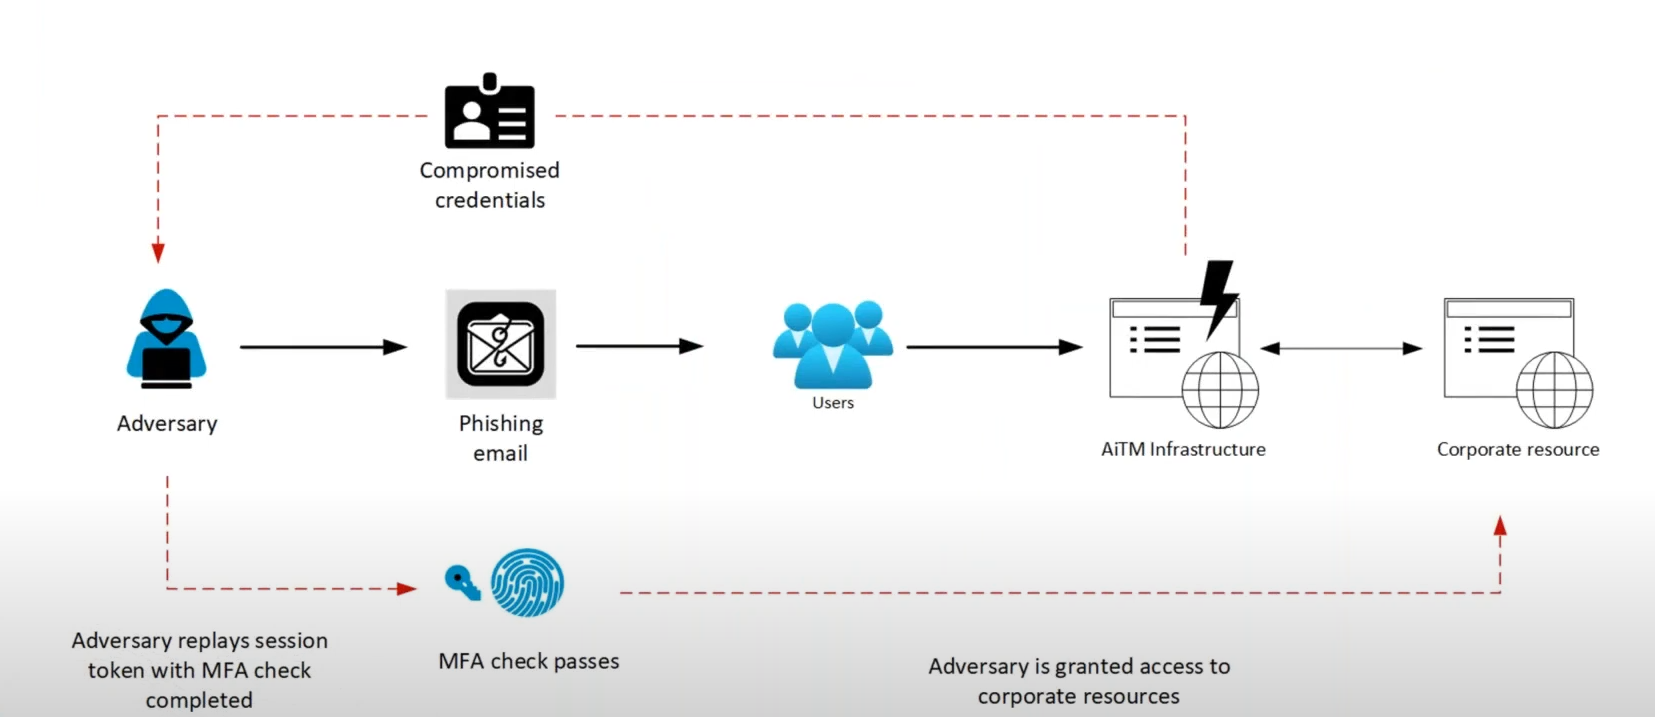 Compromised
credentials
Adversary
Phishing
email
Users
AiTM Infrastructure
Corporate resource
Adversary replays session
token with MFA check
completed
MFA check passes
Adversary is granted access to
corporate resources